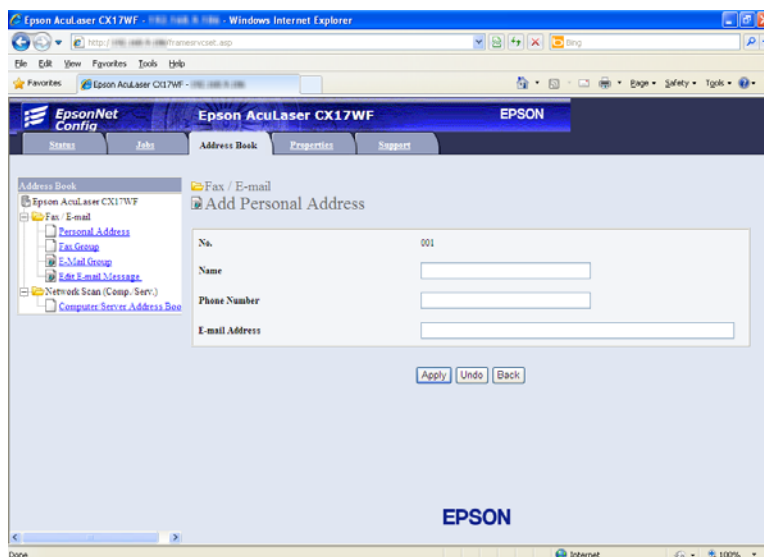 Epson AcuLaser CX17WF - - Windows Internet Explorer
http:// /framesrvcset.asp
Bing
File Edit View Favorites Tools Help
Favorites Epson AcuLaser CX17WF -
Page Safety Tools
EpsonNet Config
Epson AcuLaser CX17WF
EPSON
Status Jobs Address Book Properties Support
Address Book
Epson AcuLaser CX17WF
Fax / E-mail
Personal Address
Fax Group
E-Mail Group
Edit E-mail Message
Network Scan (Comp. Serv.)
Computer/Server Address Boo
Fax / E-mail
Add Personal Address
No. 001
Name
Phone Number
E-mail Address
Apply Undo Back
EPSON
Done Internet 100%